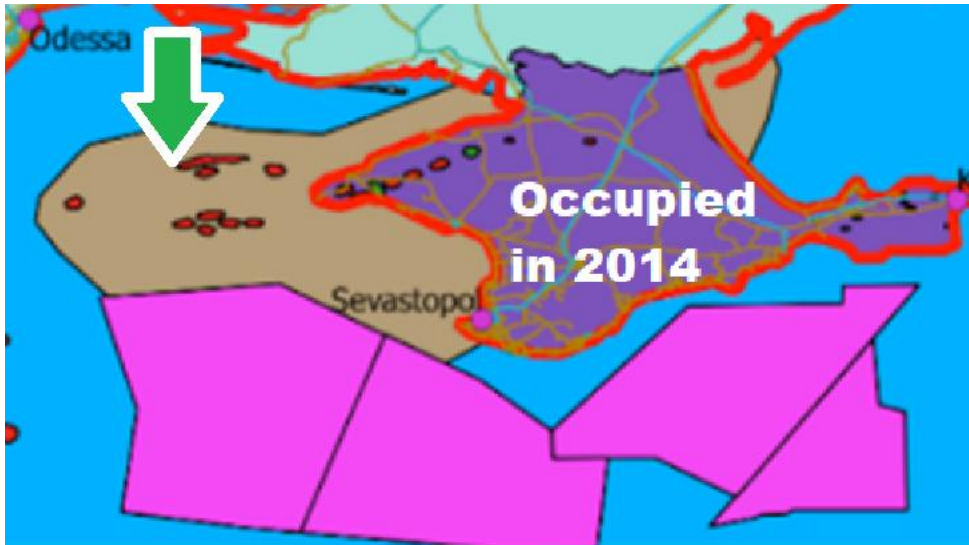 Odessa
Occupied
in 2014
Sevastopol
K